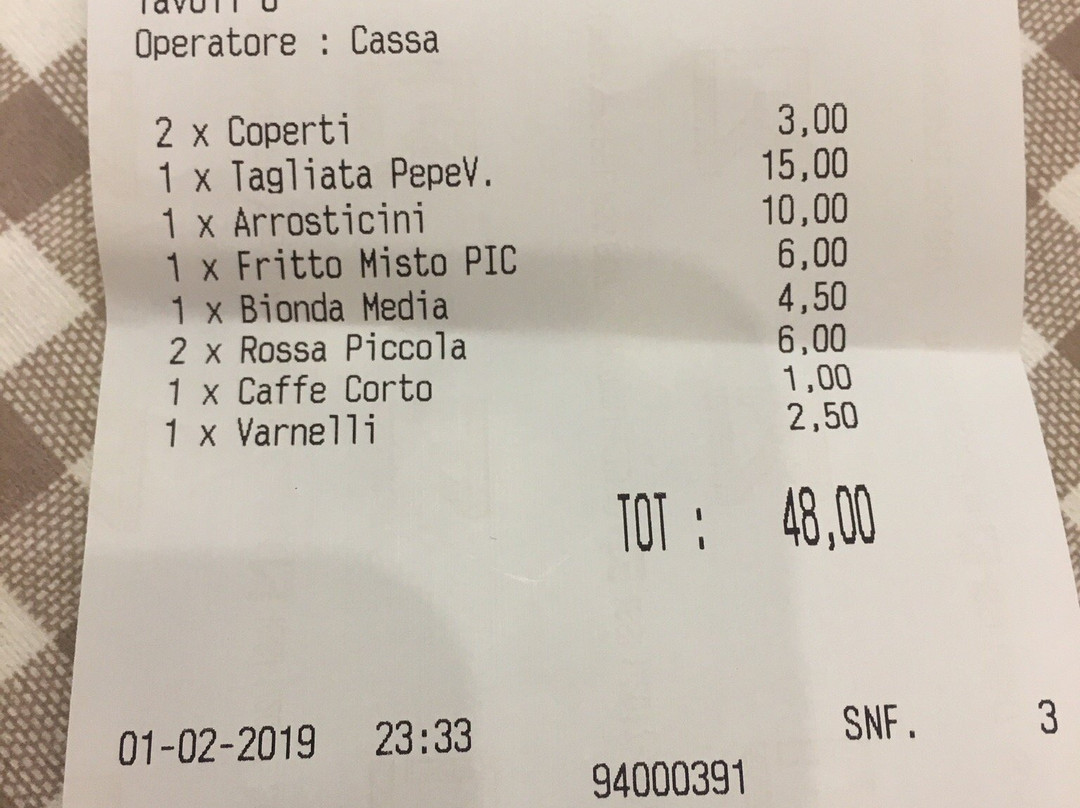 Operatore : Cassa
2 x Coperti 3,00
1 x Tagliata PepeV. 15,00
1 x Arrosticini 10,00
1 x Fritto Misto PIC 6,00
1 x Bionda Media 4,50
2 x Rossa Piccola 6,00
1 x Caffe Corto 1,00
1 x Varnelli 2,50
TOT : 48,00
01-02-2019 23:33 SNF. 3
94000391